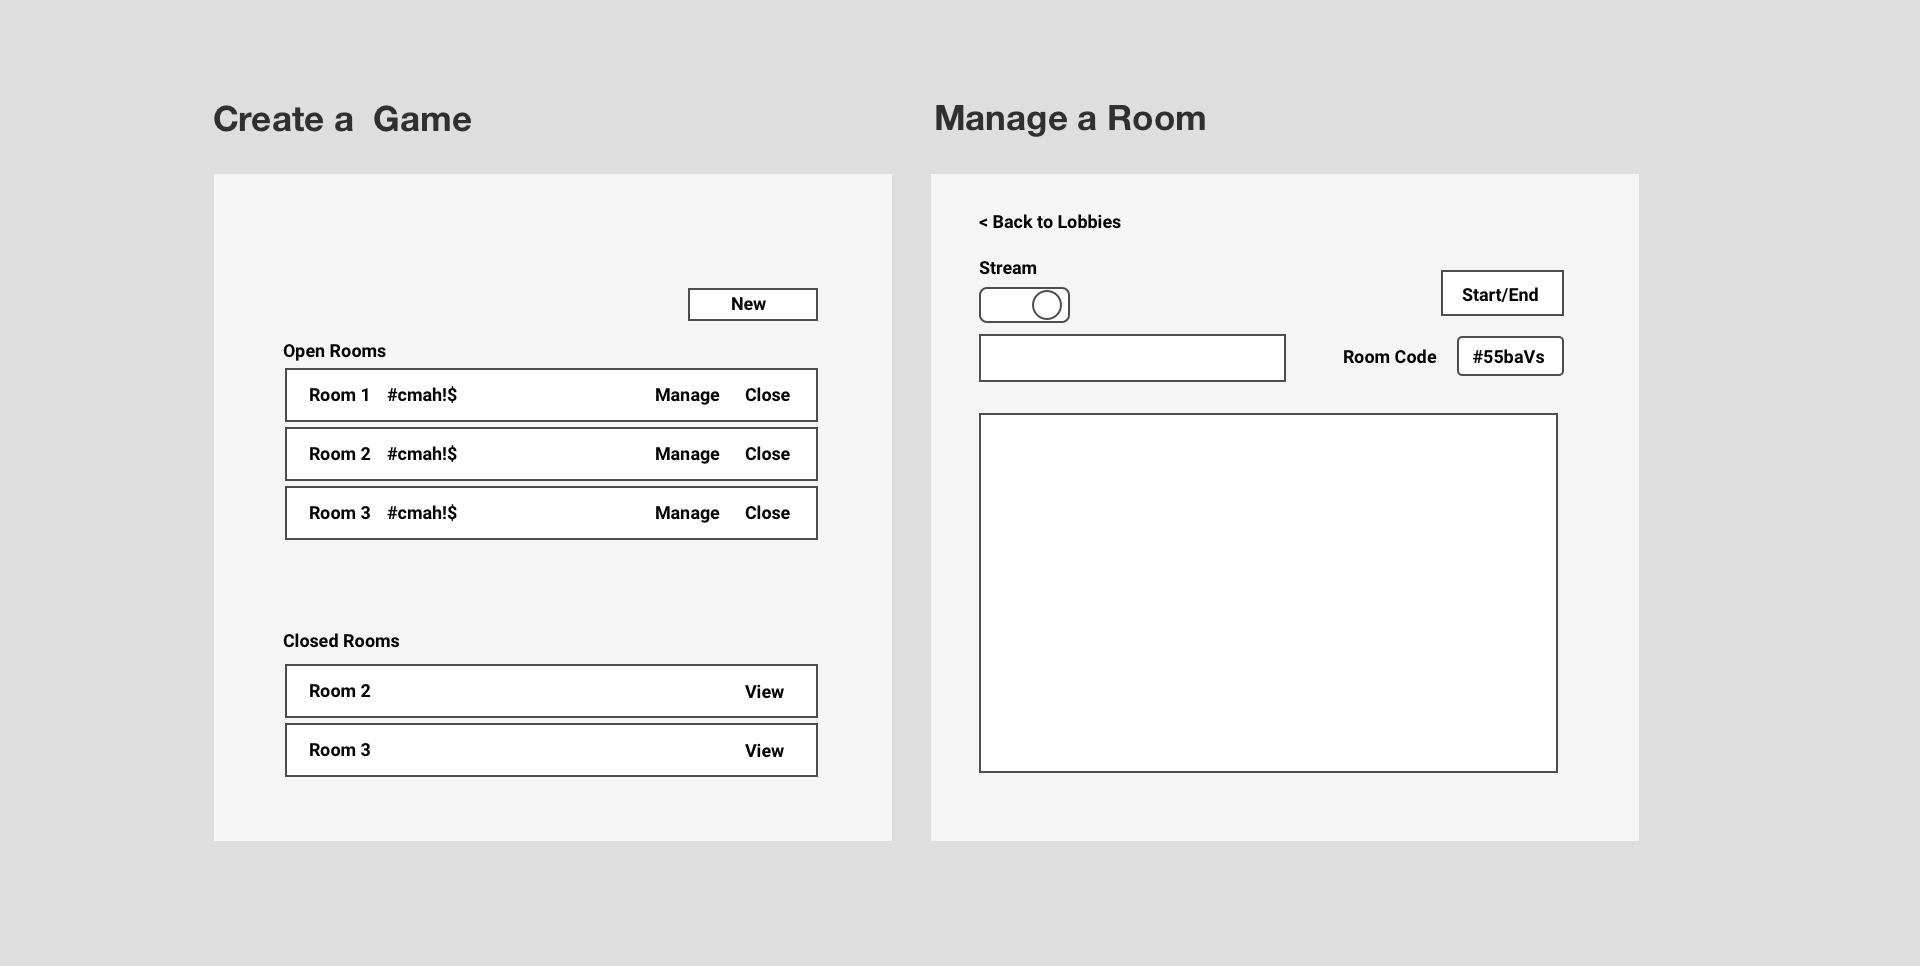 Create a  Game
New
Open Rooms
Room 1 #cmah!$ Manage Close
Room 2 #cmah!$ Manage Close
Room 3 #cmah!$ Manage Close
Closed Rooms
Room 2 View
Room 3 View
Manage a Room
< Back to Lobbies
Stream
Start/End
Room Code #55baVs